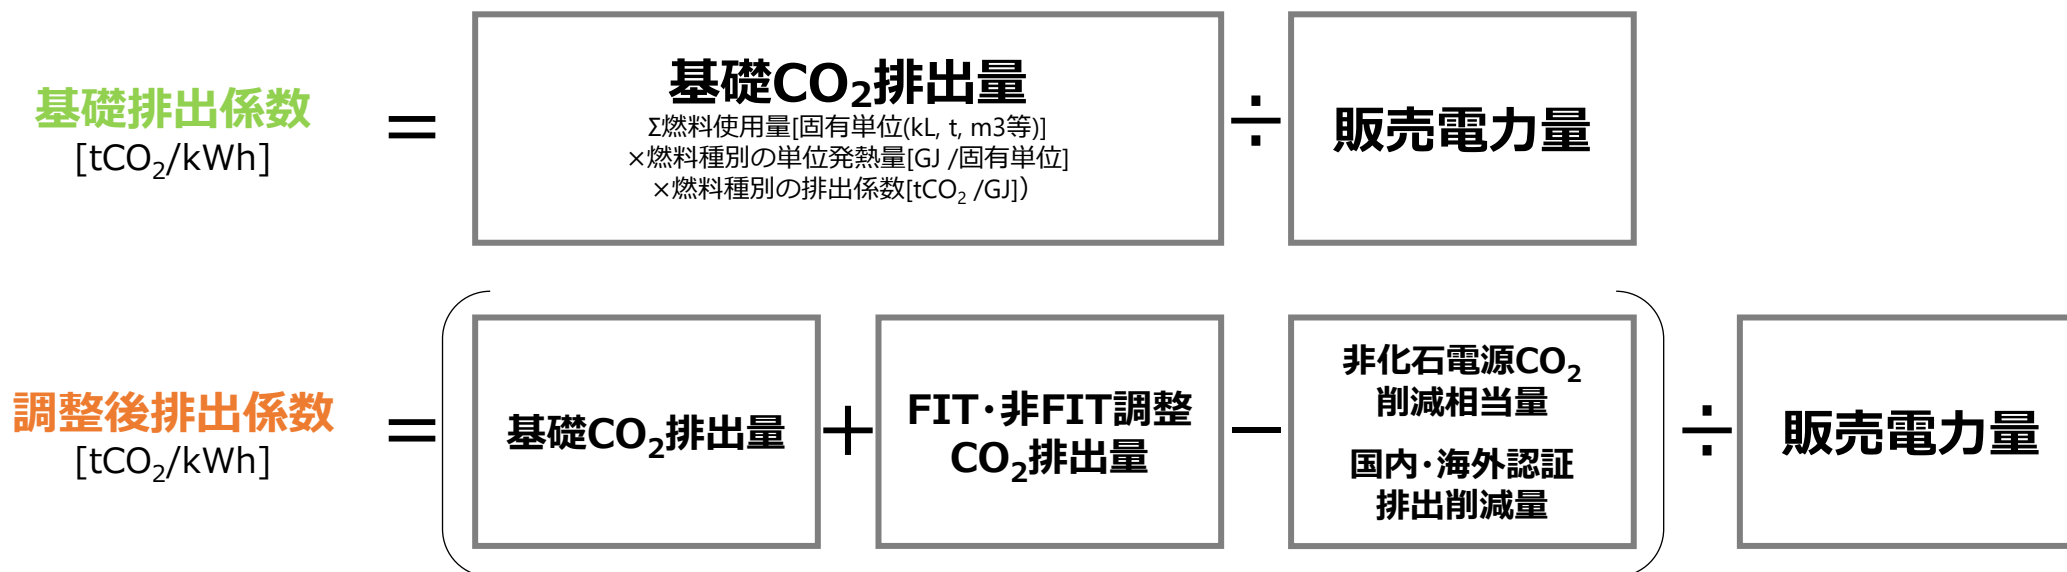 基礎排出係数
[tCO₂/kWh]
=
基礎CO₂排出量
Σ燃料使用量[固有単位(kL, t, m3等)]
×燃料種別の単位発熱量[GJ /固有単位]
×燃料種別の排出係数[tCO₂ /GJ]）
÷
販売電力量
調整後排出係数
[tCO₂/kWh]
=
(
基礎CO₂排出量
+
FIT･非FIT調整
CO₂排出量
−
非化石電源CO₂
削減相当量
国内･海外認証
排出削減量
)
÷
販売電力量